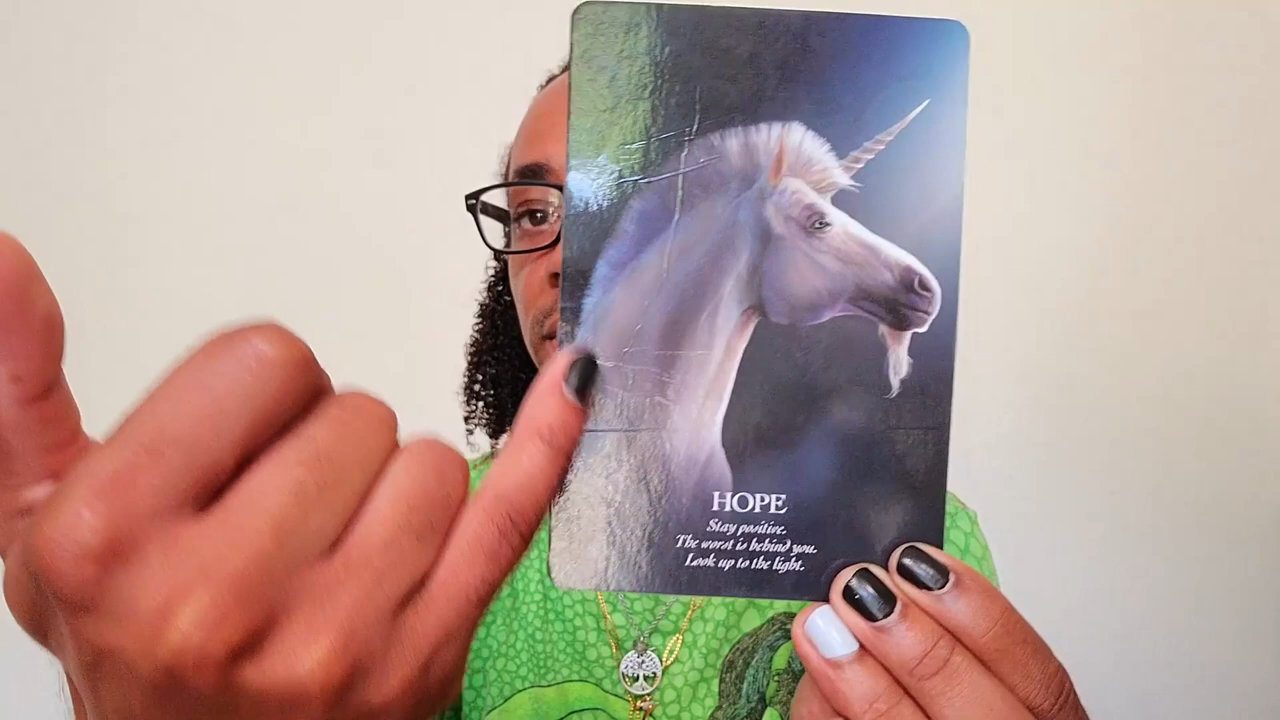 HOPE
Stay positive.
The worst is behind you.
Look up to the light.